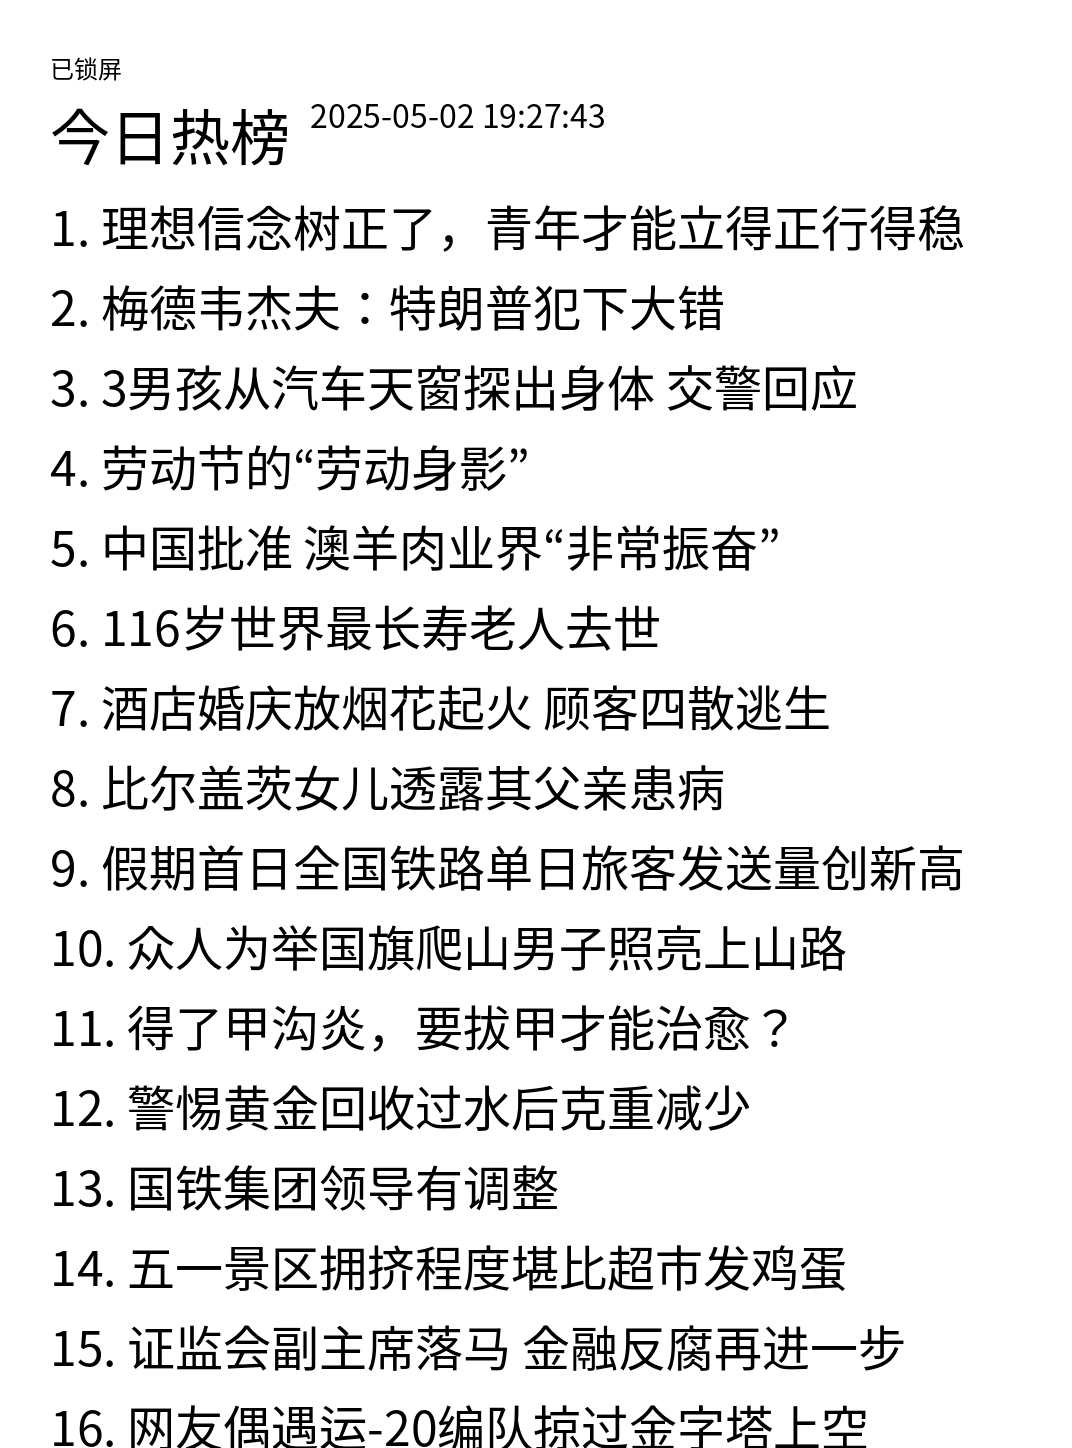 已锁屏
今日热榜 2025-05-02 19:27:43
1. 理想信念树正了，青年才能立得正行得稳
2. 梅德韦杰夫：特朗普犯下大错
3. 3男孩从汽车天窗探出身体 交警回应
4. 劳动节的“劳动身影”
5. 中国批准 澳羊肉业界“非常振奋”
6. 116岁世界最长寿老人去世
7. 酒店婚庆放烟花起火 顾客四散逃生
8. 比尔盖茨女儿透露其父亲患病
9. 假期首日全国铁路单日旅客发送量创新高
10. 众人为举国旗爬山男子照亮上山路
11. 得了甲沟炎，要拔甲才能治愈？
12. 警惕黄金回收过水后克重减少
13. 国铁集团领导有调整
14. 五一景区拥挤程度堪比超市发鸡蛋
15. 证监会副主席落马 金融反腐再进一步
16. 网友偶遇运-20编队掠过金字塔上空